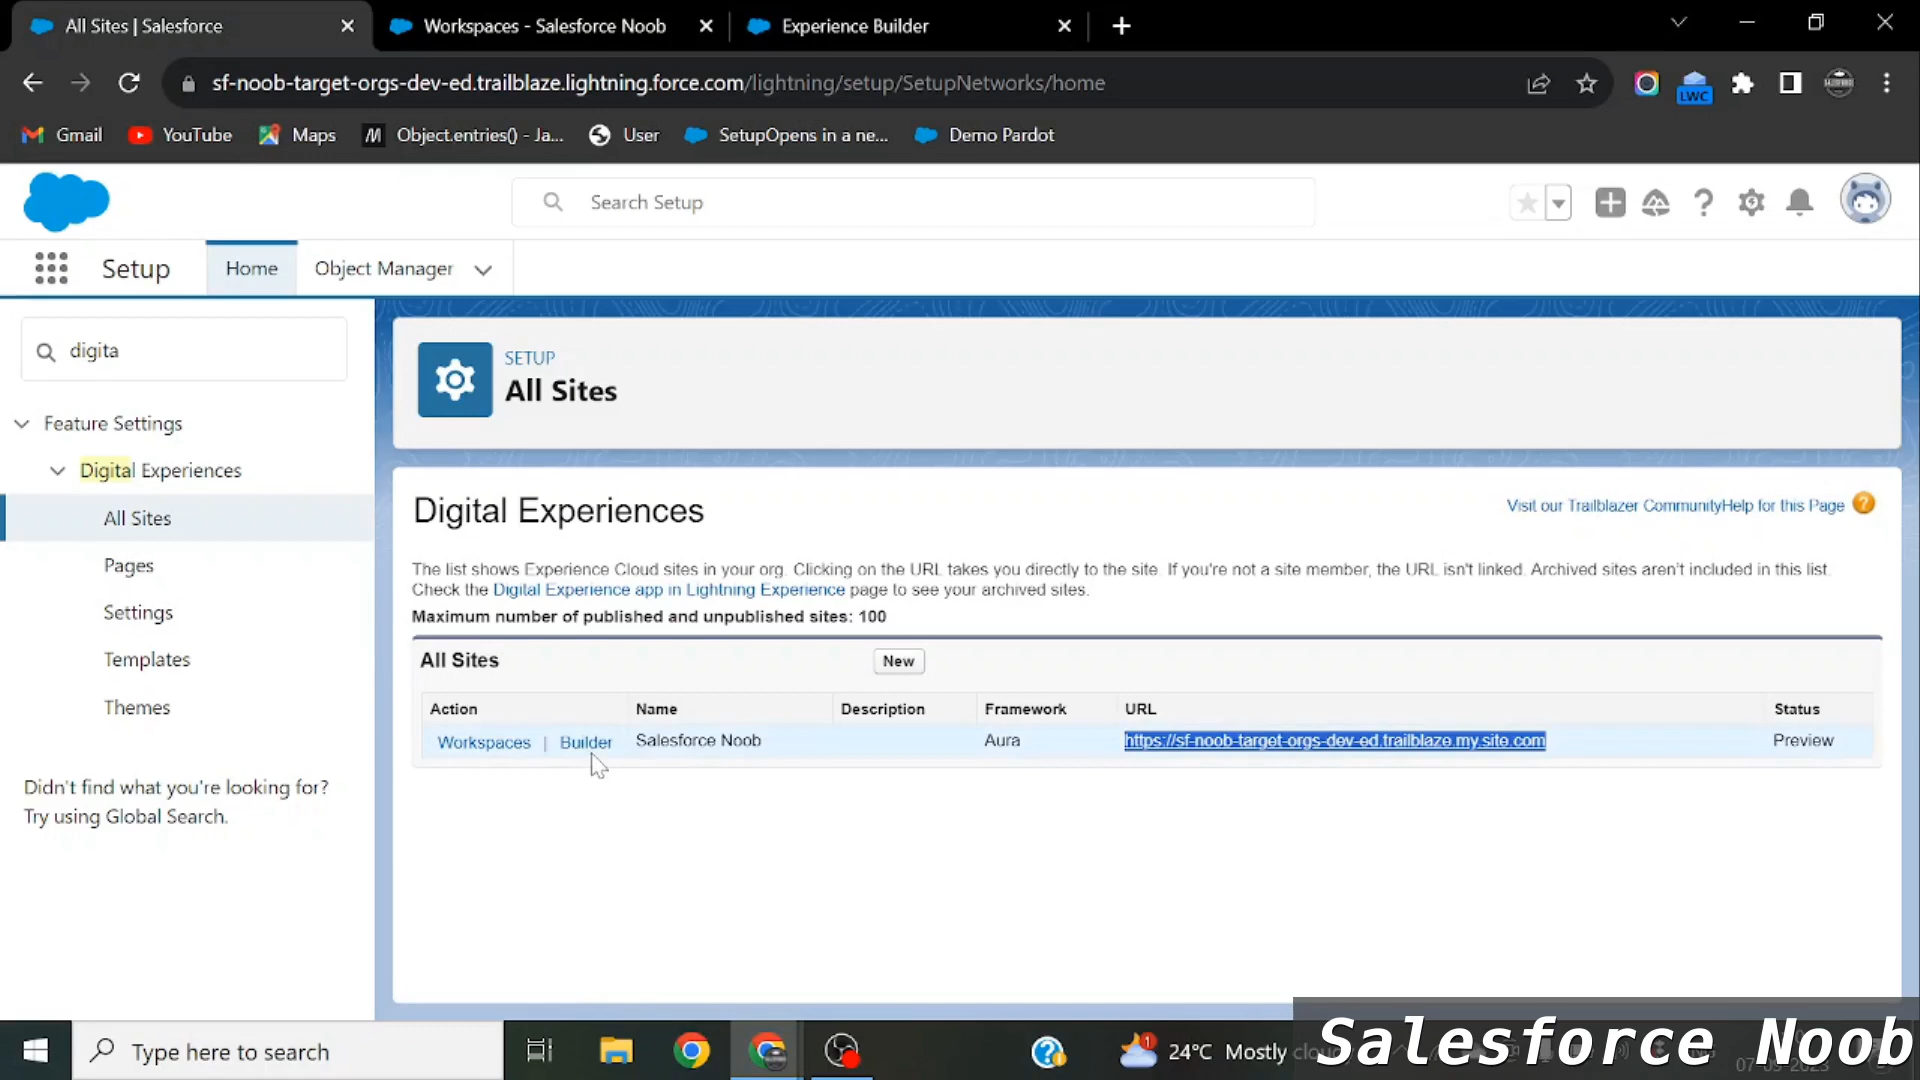 All Sites | Salesforce
Workspaces - Salesforce Noob
Experience Builder
sf-noob-target-orgs-dev-ed.trailblaze.lightning.force.com/lightning/setup/SetupNetworks/home
LWC
Gmail
YouTube
Maps
Object.entries() - Ja...
User
SetupOpens in a ne...
Demo Pardot
Search Setup
Setup
Home
Object Manager
digita
Feature Settings
Digital Experiences
All Sites
Pages
Settings
Templates
Themes
Didn't find what you're looking for?
Try using Global Search.
SETUP
All Sites
Digital Experiences
Visit our Trailblazer CommunityHelp for this Page
The list shows Experience Cloud sites in your org. Clicking on the URL takes you directly to the site. If you're not a site member, the URL isn't linked. Archived sites aren't included in this list.
Check the Digital Experience app in Lightning Experience page to see your archived sites.
Maximum number of published and unpublished sites: 100
All Sites
New
Action Name Description Framework URL Status
Workspaces | Builder Salesforce Noob Aura https://sf-noob-target-orgs-dev-ed.trailblaze.my.site.com Preview
Type here to search
1
24°C Mostly cloudy
Salesforce Noob